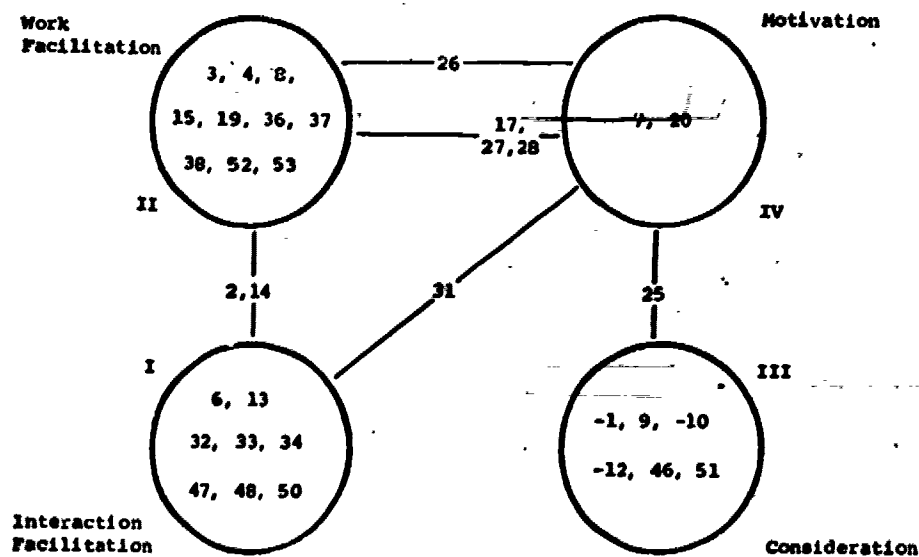 Work
Facilitation
Motivation
3, 4, 8,
15, 19, 36, 37
38, 52, 53
II
26
17,
27,28
20
IV
2,14
31
25
I
6, 13
32, 33, 34
47, 48, 50
Interaction
Facilitation
III
-1, 9, -10
-12, 46, 51
Consideration